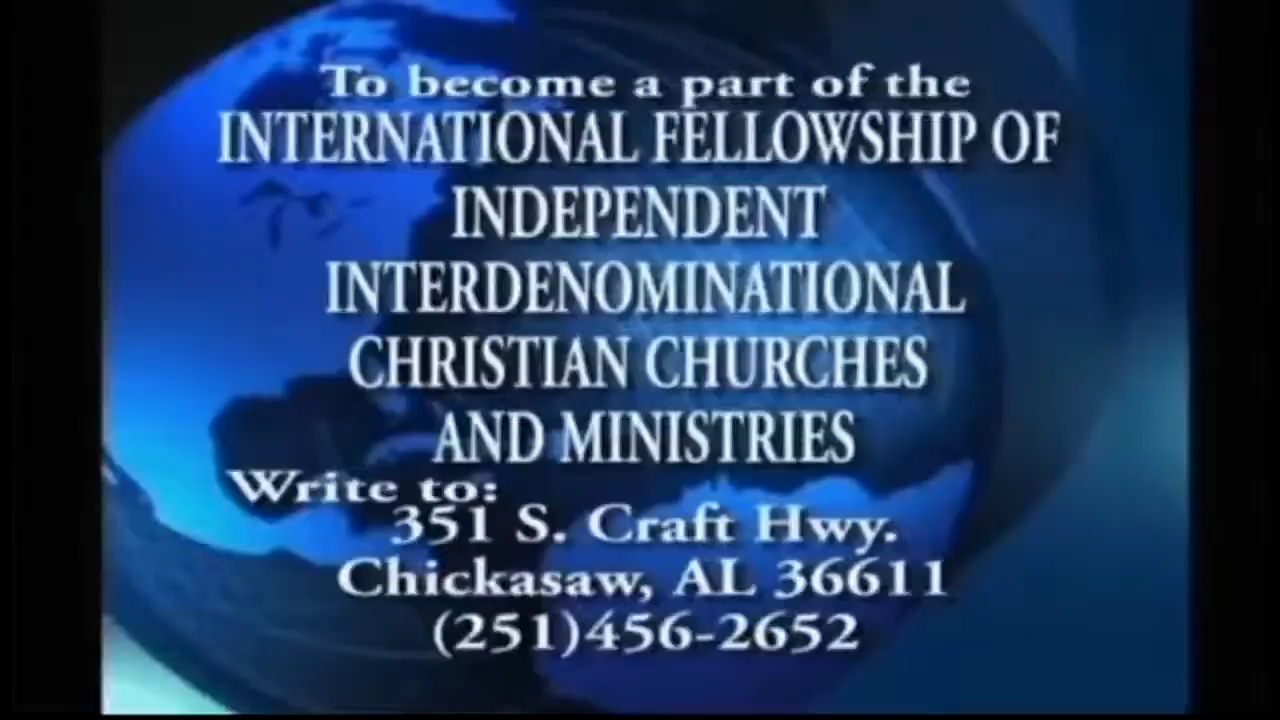 To become a part of the
INTERNATIONAL FELLOWSHIP OF
INDEPENDENT
INTERDENOMINATIONAL
CHRISTIAN CHURCHES
AND MINISTRIES
Write to:
351 S. Craft Hwy.
Chickasaw, AL 36611
(251)456-2652